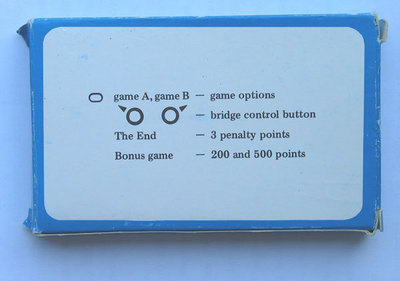 game A, game B — game options
— bridge control button
The End — 3 penalty points
Bonus game — 200 and 500 points